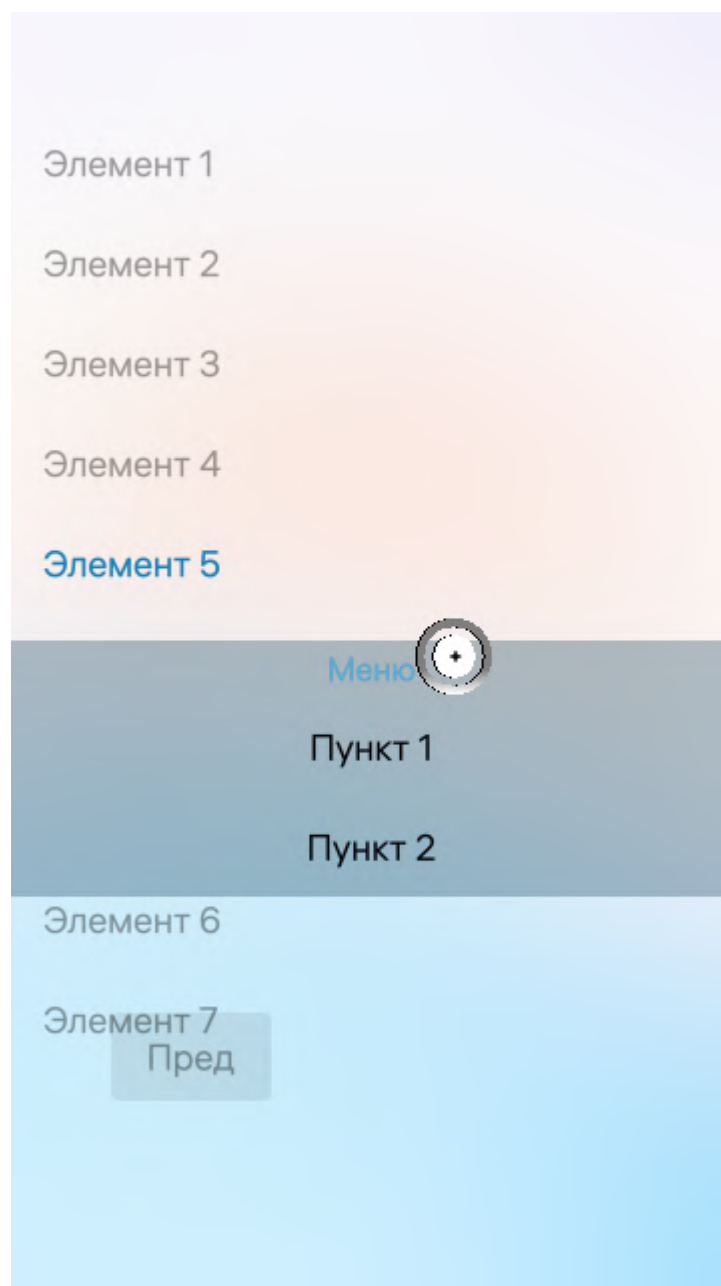 Элемент 1
Элемент 2
Элемент 3
Элемент 4
Элемент 5
Меню
Пункт 1
Пункт 2
Элемент 6
Элемент 7
Пред